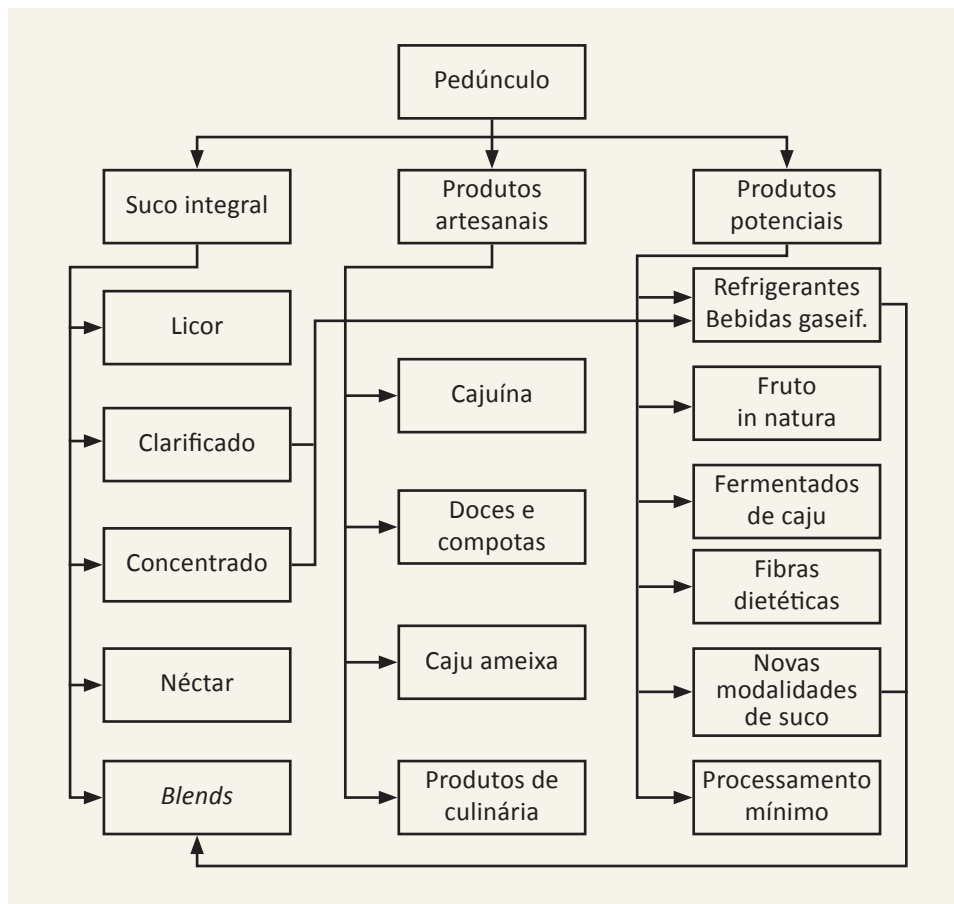 Pedúnculo
Suco integral
Produtos
artesanais
Produtos
potenciais
Licor
Clarificado
Concentrado
Néctar
Blends
Cajuína
Doces e
compotas
Caju ameixa
Produtos de
culinária
Refrigerantes
Bebidas gaseif.
Fruto
in natura
Fermentados
de caju
Fibras
dietéticas
Novas
modalidades
de suco
Processamento
mínimo